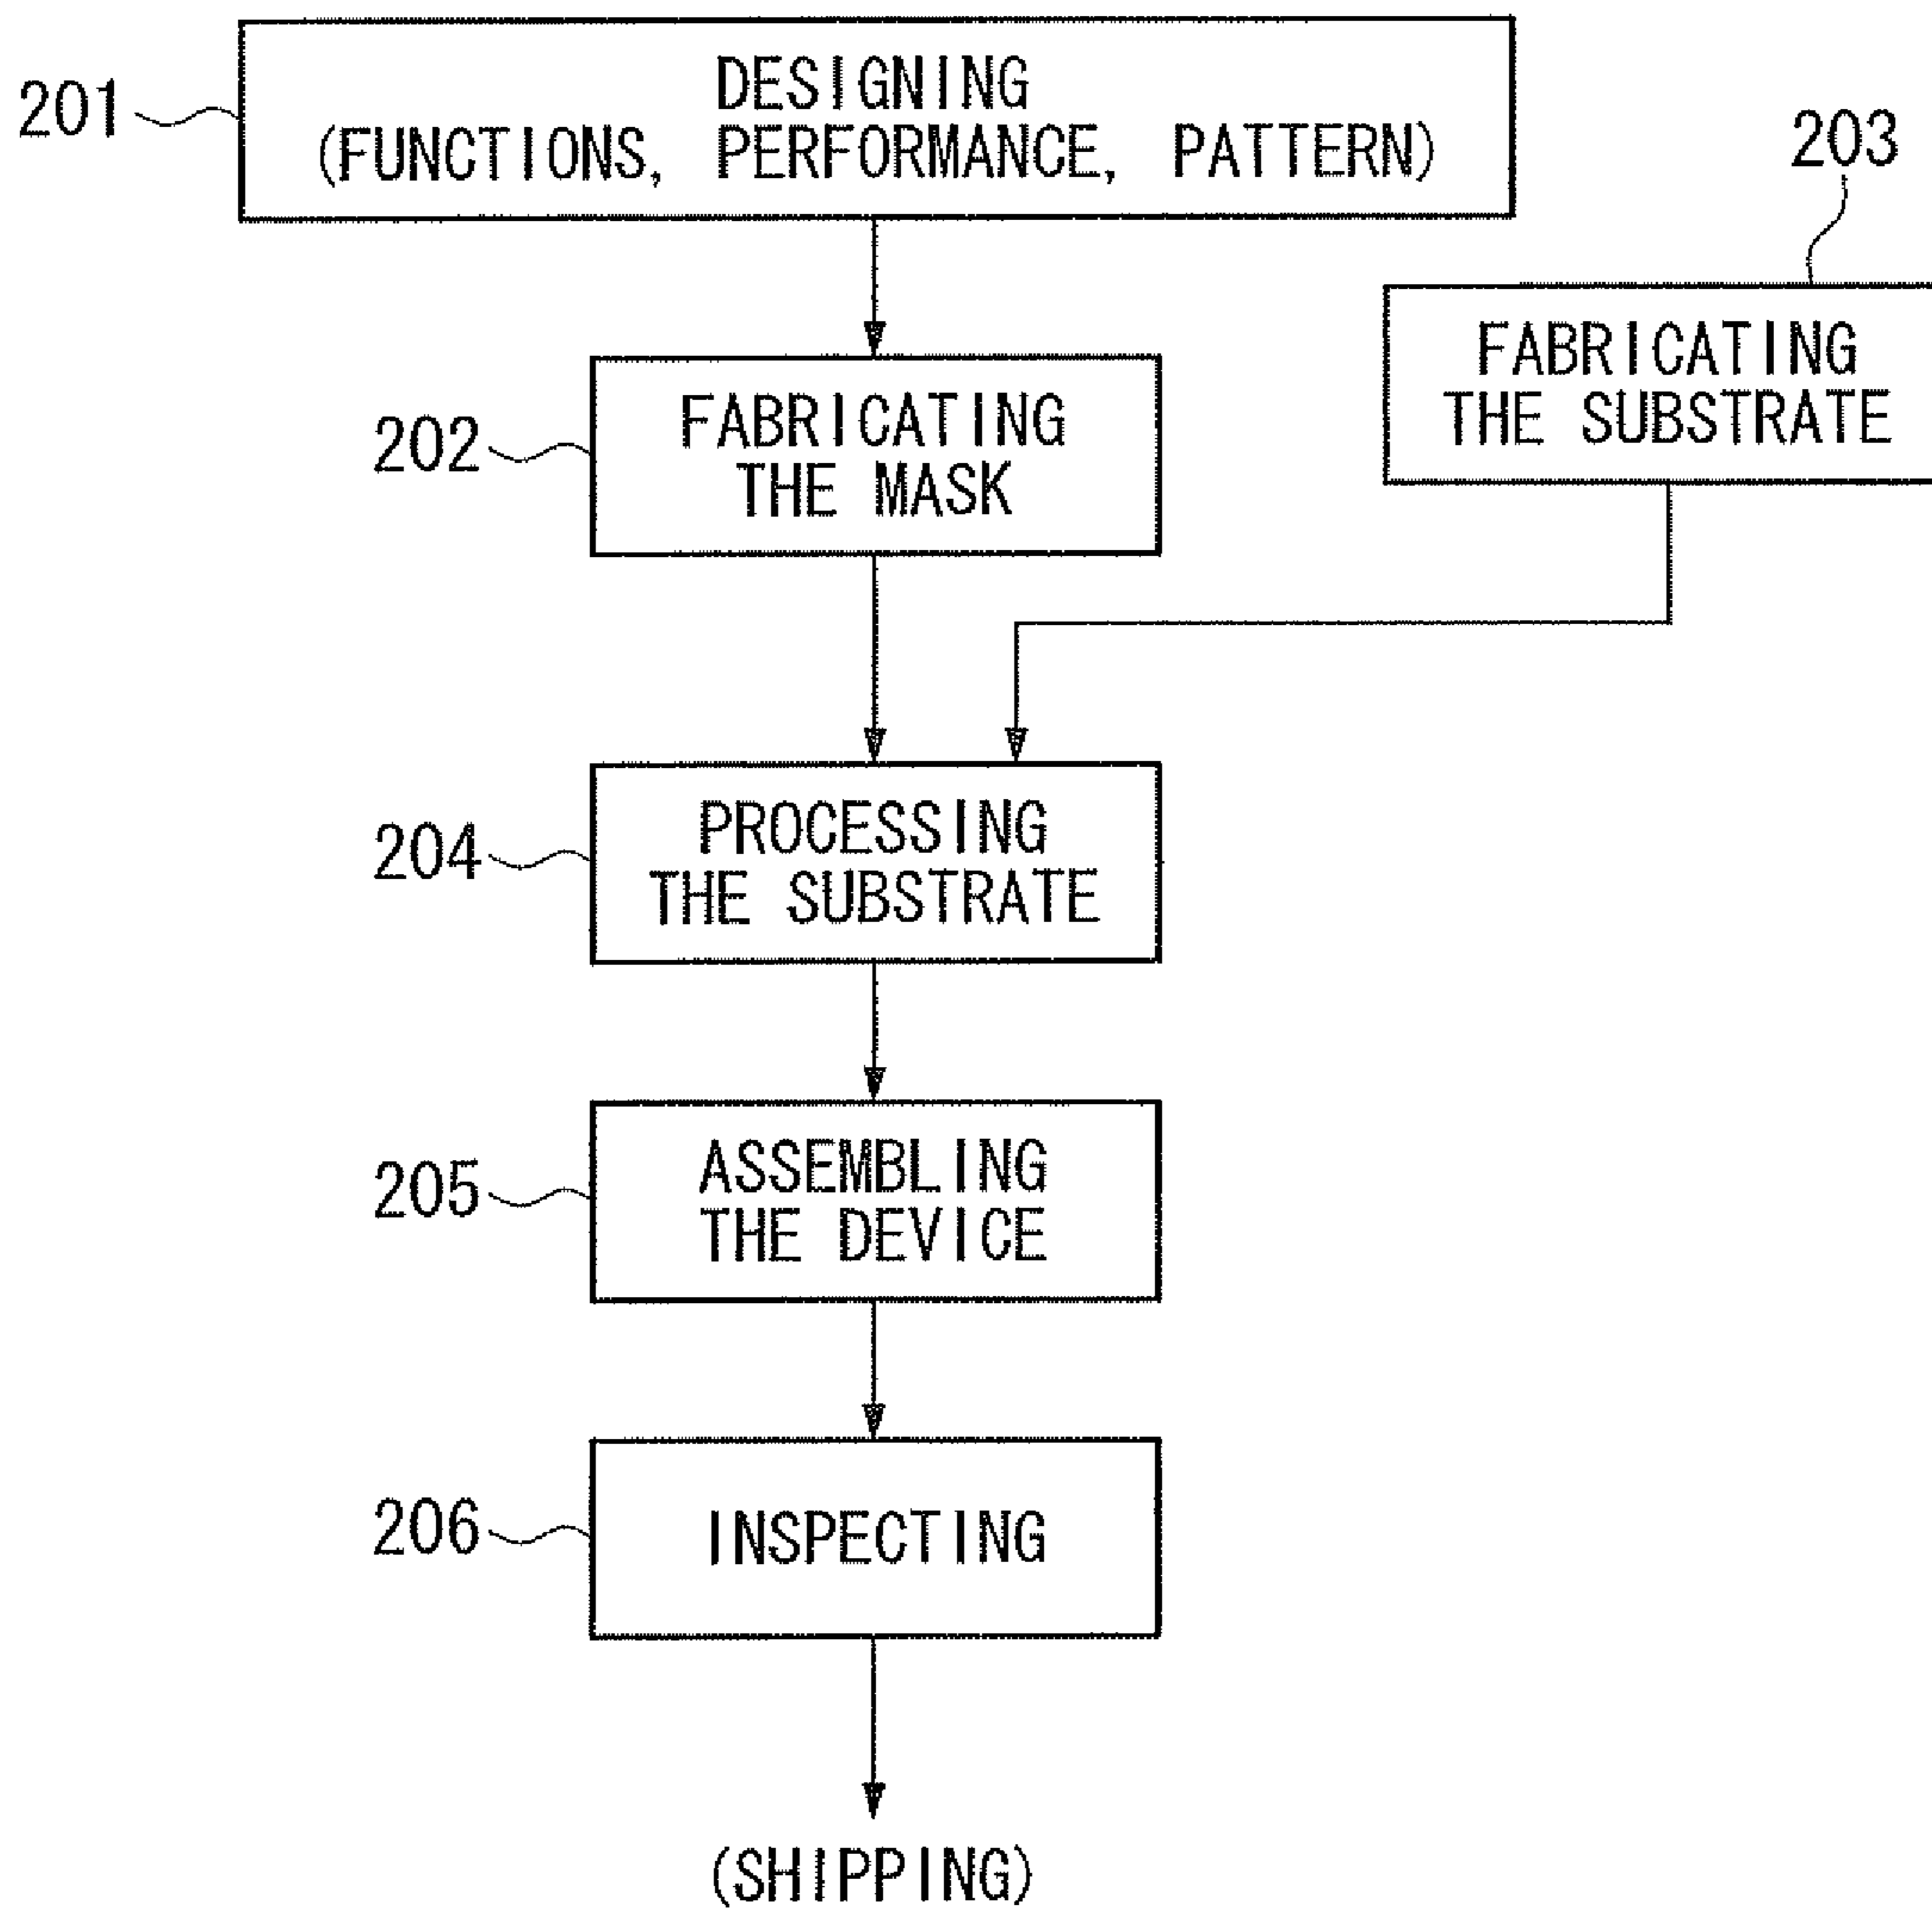 201
DESIGNING
(FUNCTIONS, PERFORMANCE, PATTERN)
203
FABRICATING
THE SUBSTRATE
202
FABRICATING
THE MASK
204
PROCESSING
THE SUBSTRATE
205
ASSEMBLING
THE DEVICE
206
INSPECTING
(SHIPPING)